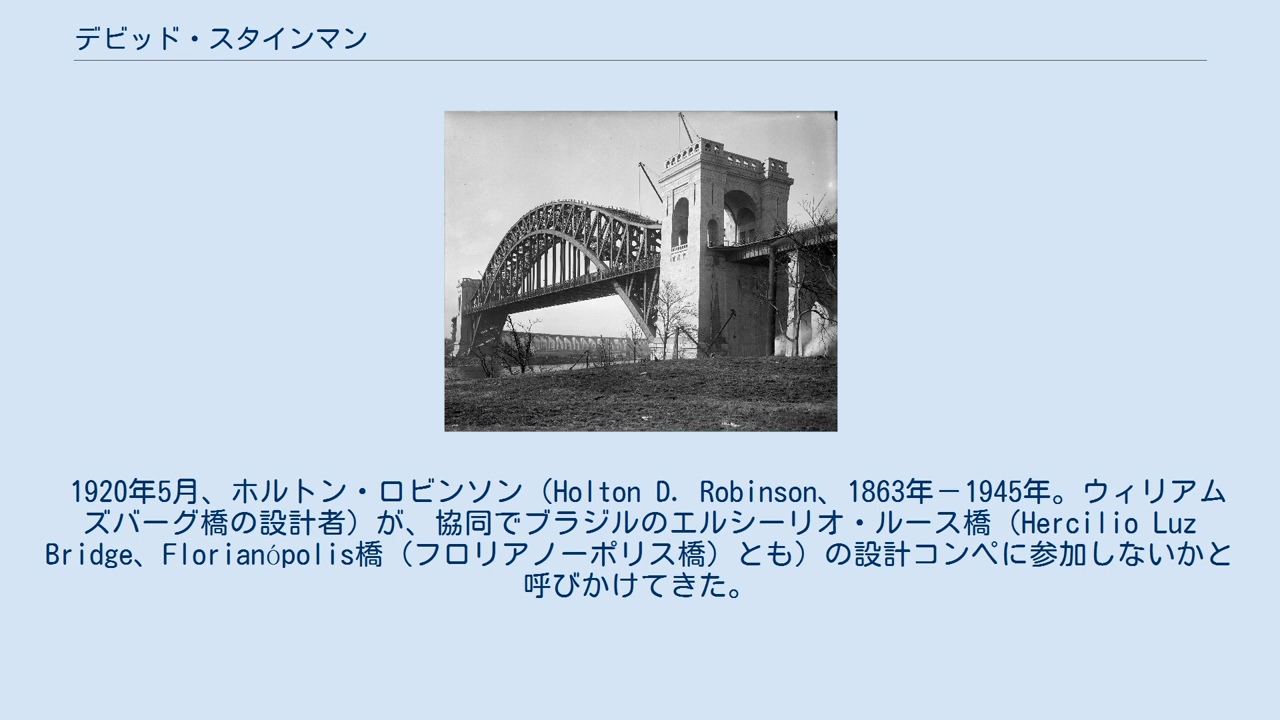 デビッド・スタインマン
1920年5月、ホルトン・ロビンソン（Holton D. Robinson、1863年－1945年。ウィリアム
ズバーグ橋の設計者）が、協同でブラジルのエルシーリオ・ルース橋（Hercilio Luz
Bridge、Florianópolis橋（フロリアノーポリス橋）とも）の設計コンペに参加しないかと
呼びかけてきた。